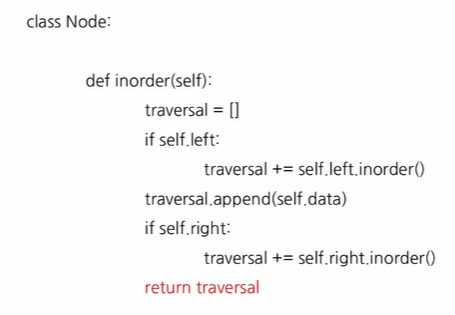 class Node:
def inorder(self):
traversal = []
if self.left:
traversal += self.left.inorder()
traversal.append(self.data)
if self.right:
traversal += self.right.inorder()
return traversal